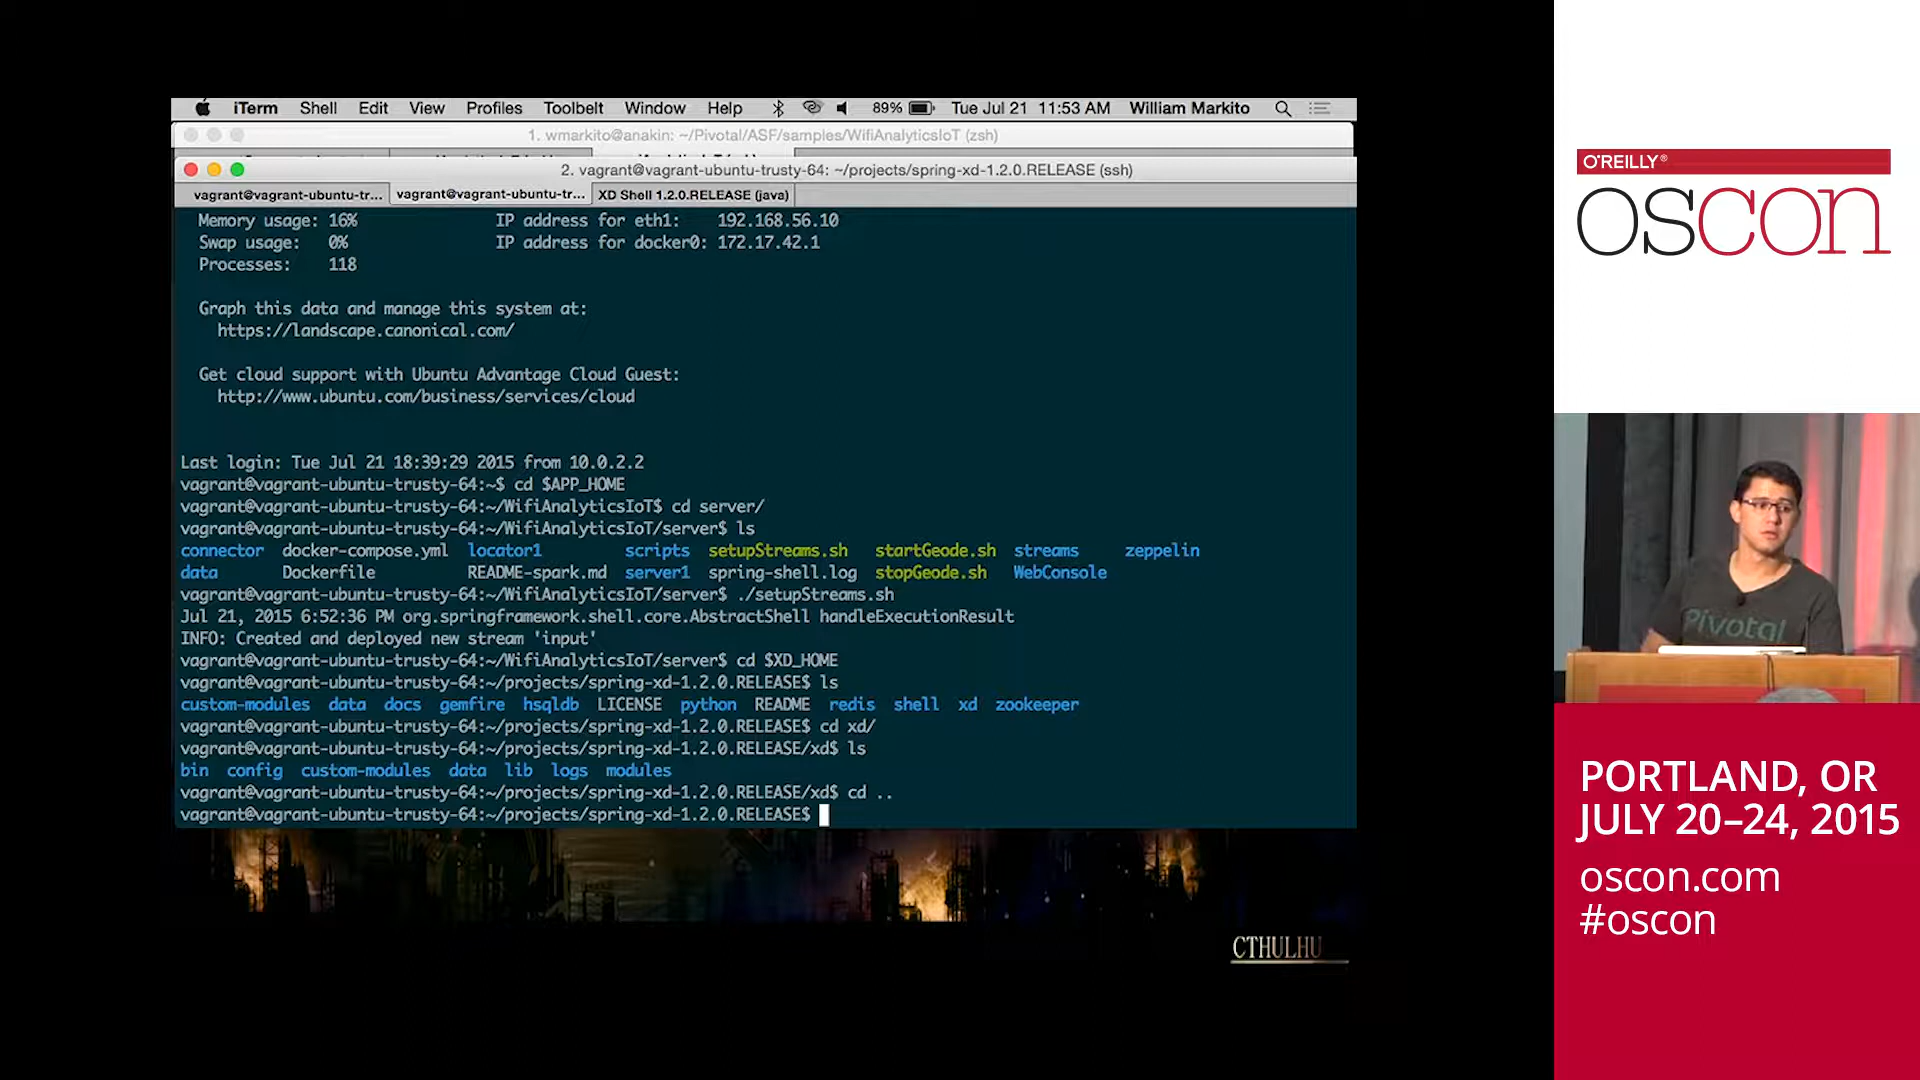 iTerm Shell Edit View Profiles Toolbelt Window Help 89% Tue Jul 21 11:53 AM William Markito
1. wmarkito@anakin: ~/Pivotal/ASF/samples/WifiAnalyticsIoT (zsh)
2. vagrant@vagrant-ubuntu-trusty-64: ~/projects/spring-xd-1.2.0.RELEASE (ssh)
vagrant@vagrant-ubuntu-tr... vagrant@vagrant-ubuntu-tr... XD Shell 1.2.0.RELEASE (java)
Memory usage: 16% IP address for eth1: 192.168.56.10
Swap usage: 0% IP address for docker0: 172.17.42.1
Processes: 118
Graph this data and manage this system at:
https://landscape.canonical.com/
Get cloud support with Ubuntu Advantage Cloud Guest:
http://www.ubuntu.com/business/services/cloud
Last login: Tue Jul 21 18:39:29 2015 from 10.0.2.2
vagrant@vagrant-ubuntu-trusty-64:~$ cd $APP_HOME
vagrant@vagrant-ubuntu-trusty-64:~/WifiAnalyticsIoT$ cd server/
vagrant@vagrant-ubuntu-trusty-64:~/WifiAnalyticsIoT/server$ ls
connector docker-compose.yml locator1 scripts setupStreams.sh startGeode.sh streams zeppelin
data Dockerfile README-spark.md server1 spring-shell.log stopGeode.sh WebConsole
vagrant@vagrant-ubuntu-trusty-64:~/WifiAnalyticsIoT/server$ ./setupStreams.sh
Jul 21, 2015 6:52:36 PM org.springframework.shell.core.AbstractShell handleExecutionResult
INFO: Created and deployed new stream 'input'
vagrant@vagrant-ubuntu-trusty-64:~/WifiAnalyticsIoT/server$ cd $XD_HOME
vagrant@vagrant-ubuntu-trusty-64:~/projects/spring-xd-1.2.0.RELEASE$ ls
custom-modules data docs gemfire hsqldb LICENSE python README redis shell xd zookeeper
vagrant@vagrant-ubuntu-trusty-64:~/projects/spring-xd-1.2.0.RELEASE$ cd xd/
vagrant@vagrant-ubuntu-trusty-64:~/projects/spring-xd-1.2.0.RELEASE/xd$ ls
bin config custom-modules data lib logs modules
vagrant@vagrant-ubuntu-trusty-64:~/projects/spring-xd-1.2.0.RELEASE/xd$ cd ..
vagrant@vagrant-ubuntu-trusty-64:~/projects/spring-xd-1.2.0.RELEASE$
CTHULHU
O'REILLY®
OSCON
Pivotal
PORTLAND, OR
JULY 20–24, 2015
oscon.com
#oscon